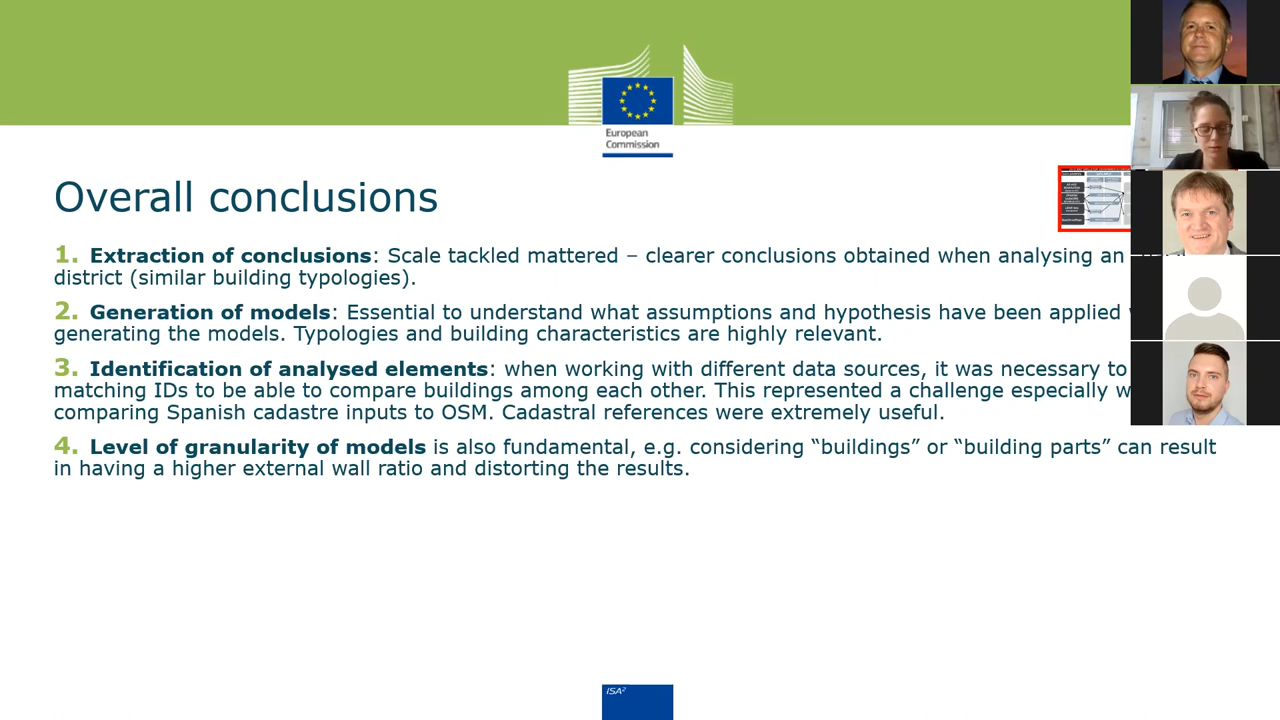 European
Commission
Overall conclusions
1. Extraction of conclusions: Scale tackled mattered – clearer conclusions obtained when analysing an
district (similar building typologies).
2. Generation of models: Essential to understand what assumptions and hypothesis have been applied
generating the models. Typologies and building characteristics are highly relevant.
3. Identification of analysed elements: when working with different data sources, it was necessary to
matching IDs to be able to compare buildings among each other. This represented a challenge especially
comparing Spanish cadastre inputs to OSM. Cadastral references were extremely useful.
4. Level of granularity of models is also fundamental, e.g. considering “buildings” or “building parts” can result
in having a higher external wall ratio and distorting the results.
ISA²